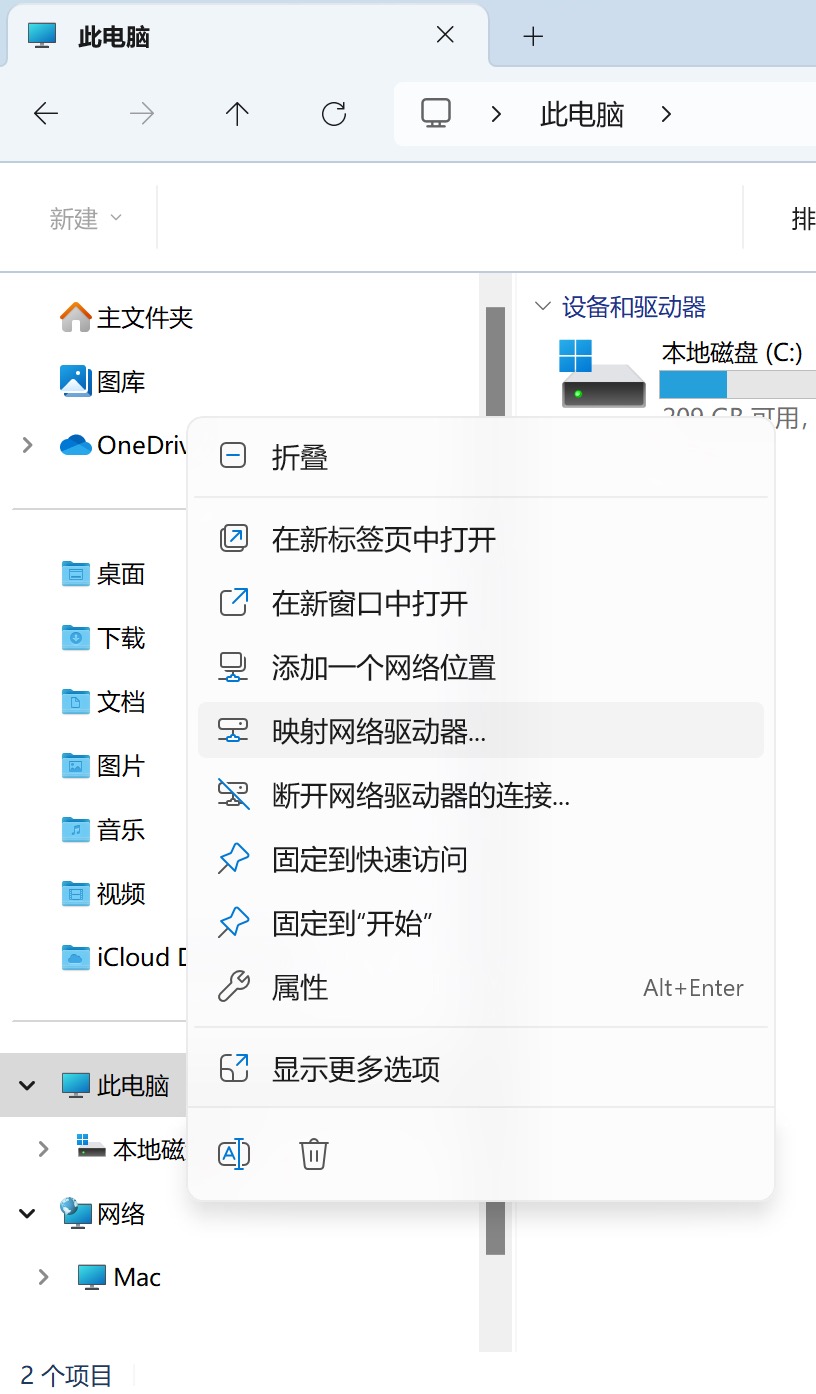 此电脑
此电脑
新建
排
主文件夹
图库
OneDriv
桌面
下载
文档
图片
音乐
视频
iCloud D
此电脑
本地磁
网络
Mac
设备和驱动器
本地磁盘 (C:)
209 GB 可用,
折叠
在新标签页中打开
在新窗口中打开
添加一个网络位置
映射网络驱动器...
断开网络驱动器的连接...
固定到快速访问
固定到“开始”
属性 Alt+Enter
显示更多选项
2 个项目